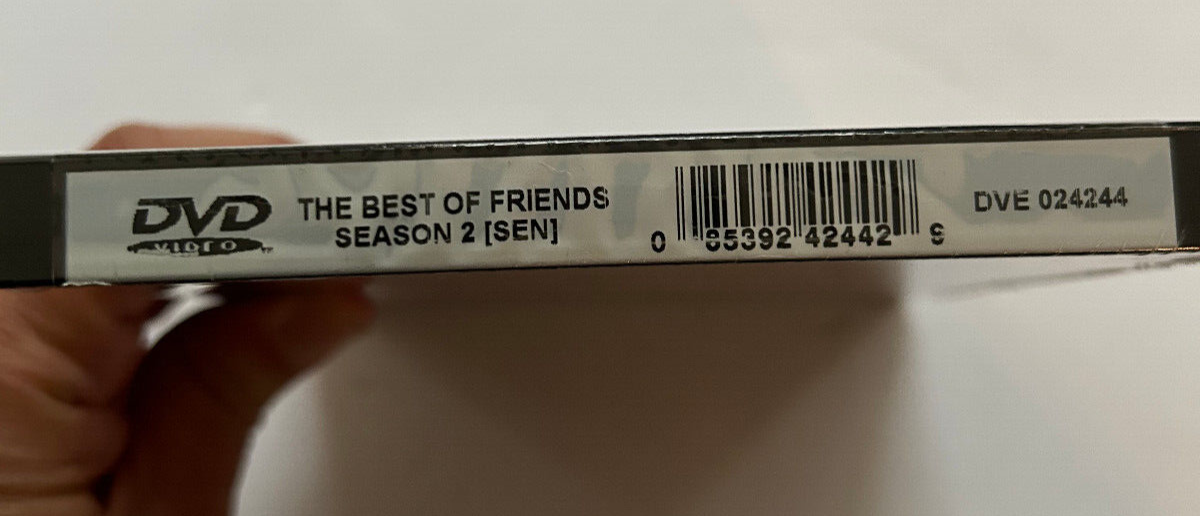 DVD
VIDEO
THE BEST OF FRIENDS
SEASON 2 [SEN]
0 85392 42442 9
DVE 024244